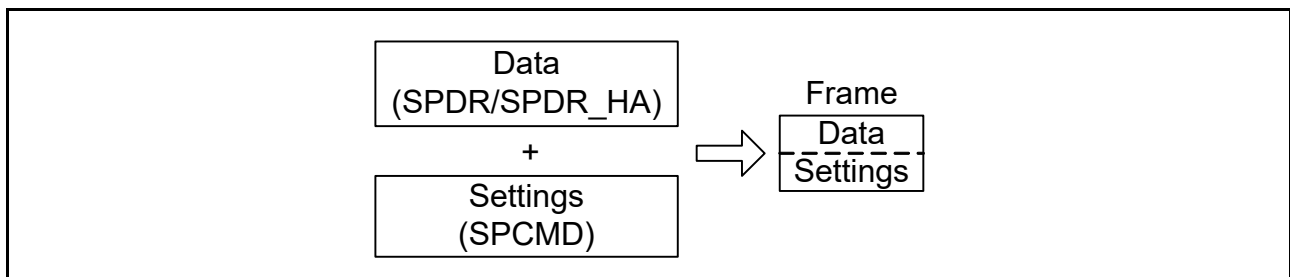 Data
(SPDR/SPDR_HA)
+
Settings
(SPCMD)
Frame
Data
Settings